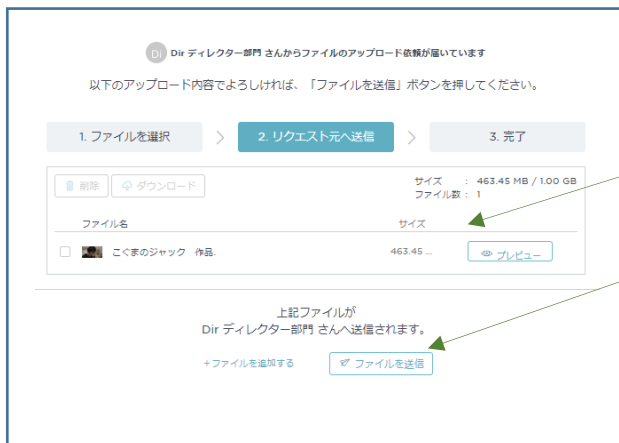 Di Dir ディレクター部門 さんからファイルのアップロード依頼が届いています
以下のアップロード内容でよろしければ、「ファイルを送信」ボタンを押してください。
1. ファイルを選択 > 2. リクエスト元へ送信 > 3. 完了
削除 ダウンロード サイズ : 463.45 MB / 1.00 GB
ファイル数 : 1
ファイル名 サイズ
こぐまのジャック 作品. 463.45 ... プレビュー
上記ファイルが
Dir ディレクター部門 さんへ送信されます。
+ファイルを追加する ファイルを送信